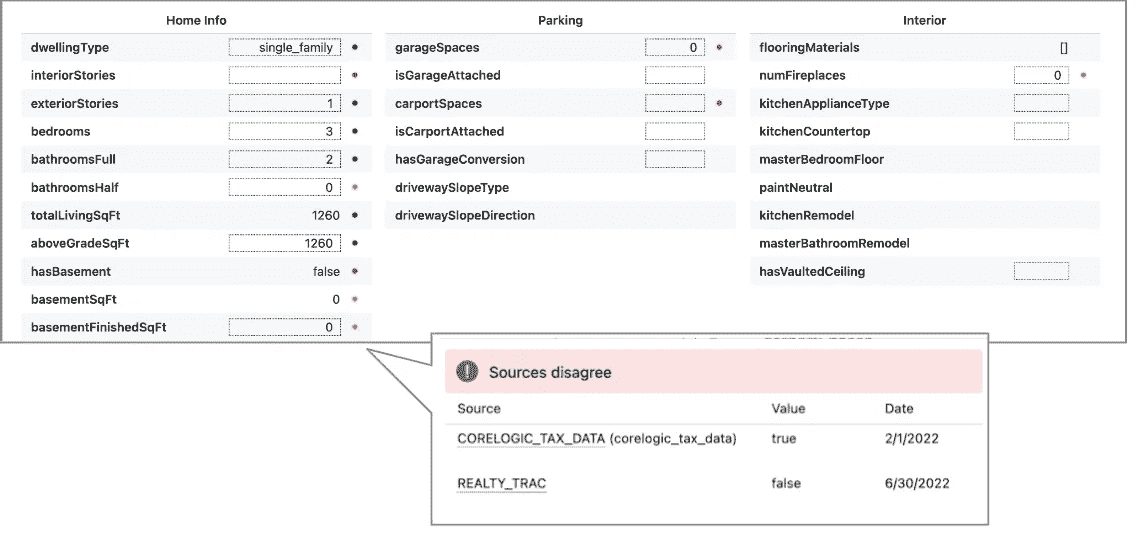 Home Info
dwellingType single_family
interiorStories
exteriorStories 1
bedrooms 3
bathroomsFull 2
bathroomsHalf 0
totalLivingSqFt 1260
aboveGradeSqFt 1260
hasBasement false
basementSqFt 0
basementFinishedSqFt 0
Parking
garageSpaces 0
isGarageAttached
carportSpaces
isCarportAttached
hasGarageConversion
drivewaySlopeType
drivewaySlopeDirection
Interior
flooringMaterials []
numFireplaces 0
kitchenApplianceType
kitchenCountertop
masterBedroomFloor
paintNeutral
kitchenRemodel
masterBathroomRemodel
hasVaultedCeiling
Sources disagree
Source Value Date
CORELOGIC_TAX_DATA (corelogic_tax_data) true 2/1/2022
REALTY_TRAC false 6/30/2022